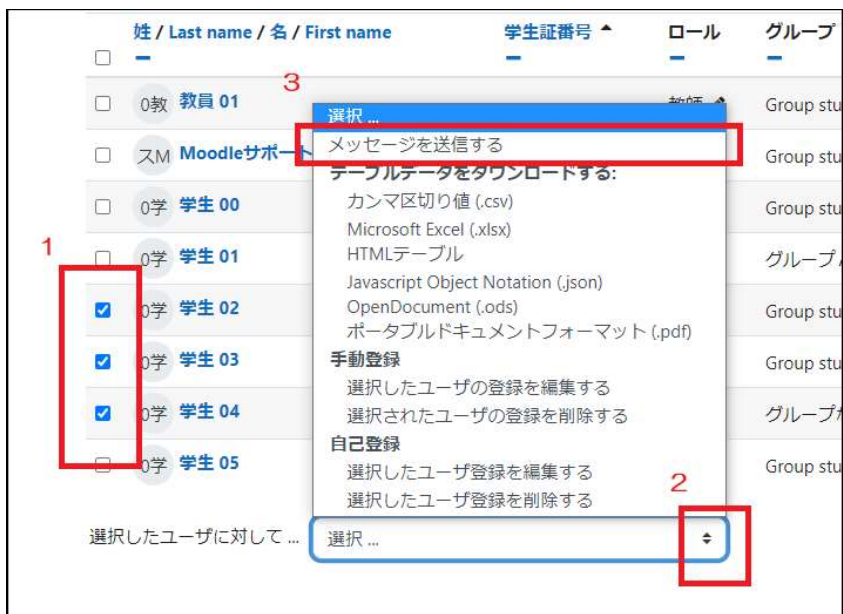 姓 / Last name / 名 / First name 学生証番号 ロール グループ
3
0教 教員 01 Group stu
選択 ...
メッセージを送信する
スM Moodleサポート Group stu
テーブルデータをダウンロードする:
カンマ区切り値 (.csv)
0学 学生 00 Group stu
Microsoft Excel (.xlsx)
HTMLテーブル
1
0学 学生 01 グループ
Javascript Object Notation (.json)
OpenDocument (.ods)
0学 学生 02 Group stu
ポータブルドキュメントフォーマット (.pdf)
手動登録
0学 学生 03 Group stu
選択したユーザの登録を編集する
選択されたユーザの登録を削除する
0学 学生 04 グループ
自己登録
0学 学生 05 Group stu
選択したユーザ登録を編集する
2
選択したユーザ登録を削除する
選択したユーザに対して ... 選択 ...